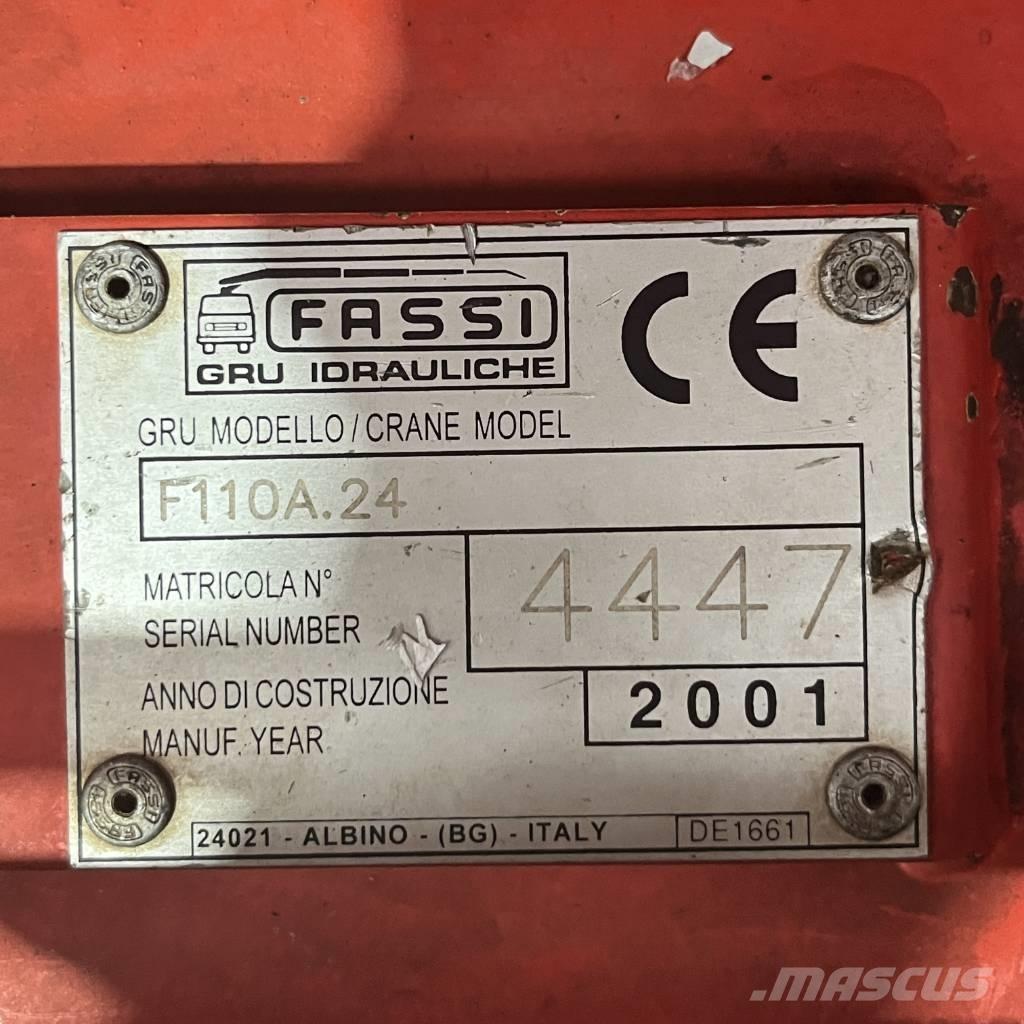 FASSI
GRU IDRAULICHE
CE
GRU MODELLO / CRANE MODEL
F110A.24
MATRICOLA N°
SERIAL NUMBER
4447
ANNO DI COSTRUZIONE
MANUF. YEAR
2001
24021 - ALBINO - (BG) - ITALY
DE1661
.MASCUS